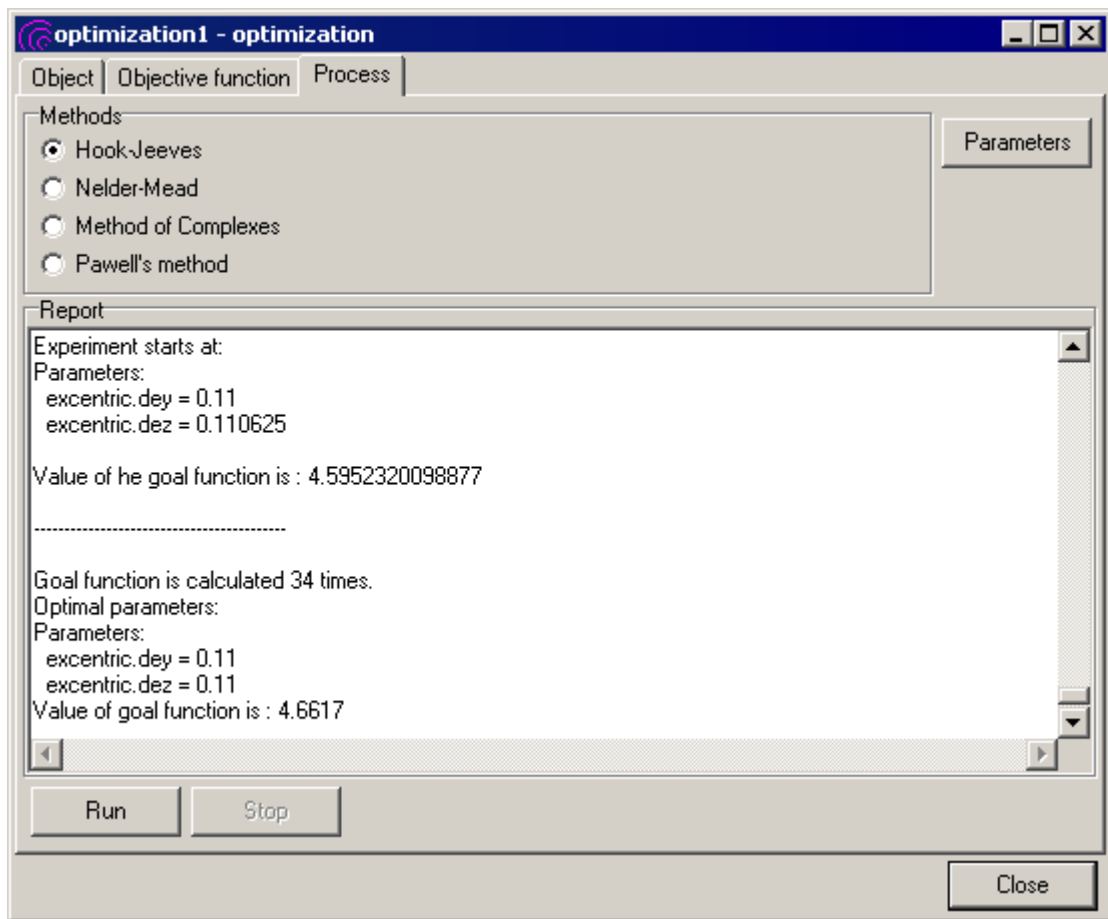 optimization1 - optimization
Object
Objective function
Process
Methods
Hook-Jeeves
Nelder-Mead
Method of Complexes
Pawell's method
Parameters
Report
Experiment starts at:
Parameters:
excentric.dey = 0.11
excentric.dez = 0.110625
Value of he goal function is : 4.5952320098877
------------------------------------------
Goal function is calculated 34 times.
Optimal parameters:
Parameters:
excentric.dey = 0.11
excentric.dez = 0.11
Value of goal function is : 4.6617
Run
Stop
Close